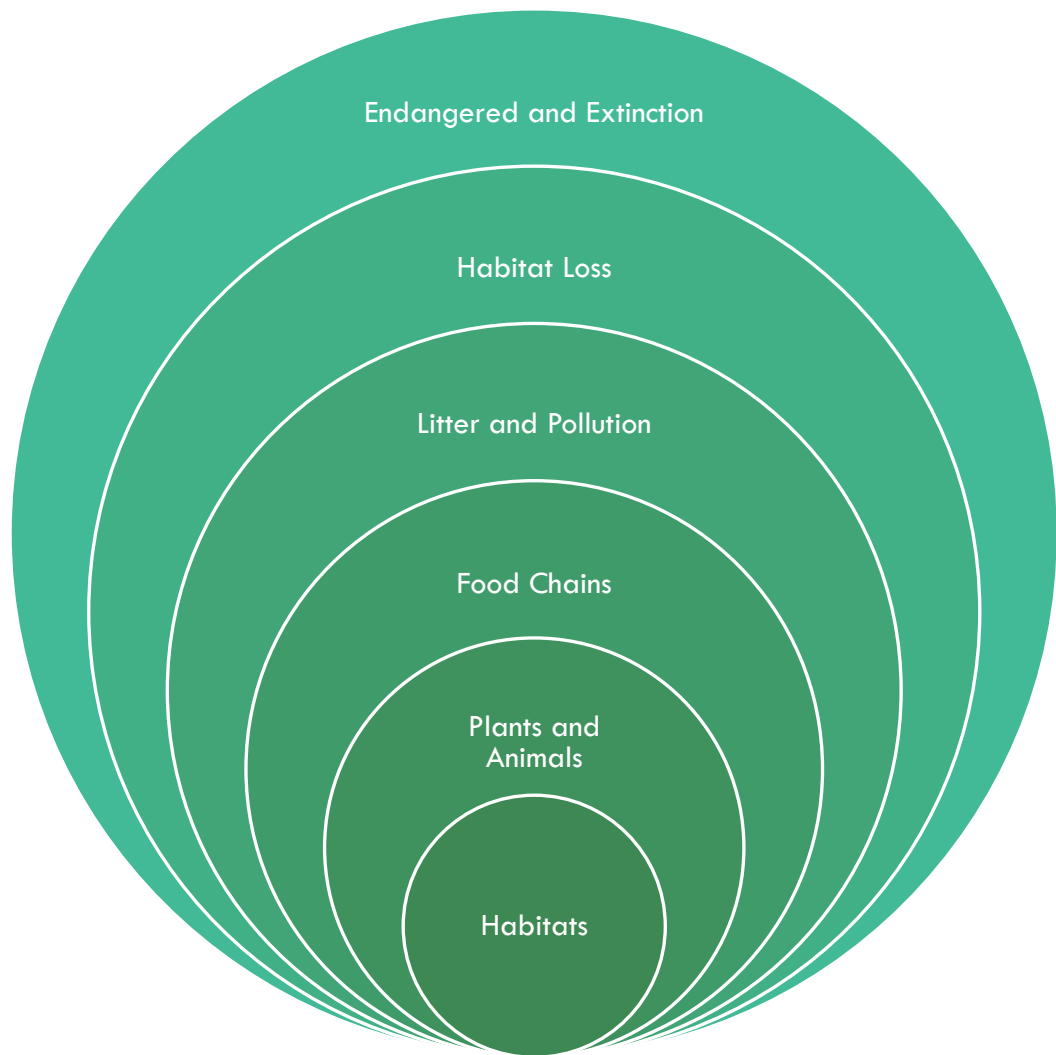 Endangered and Extinction
Habitat Loss
Litter and Pollution
Food Chains
Plants and
Animals
Habitats